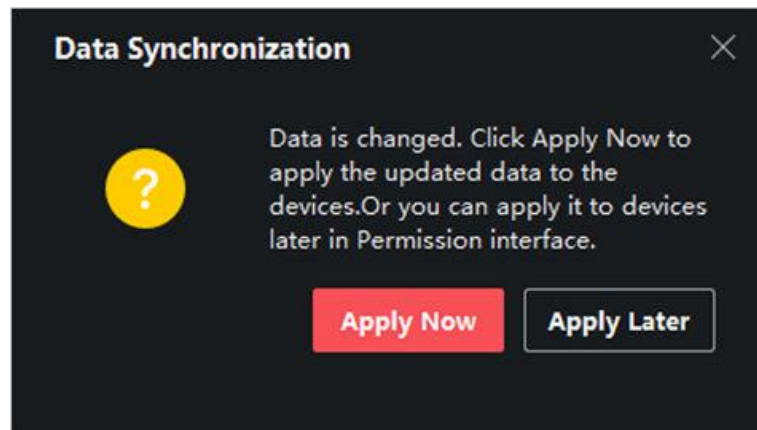 Data Synchronization
Data is changed. Click Apply Now to
apply the updated data to the
devices.Or you can apply it to devices
later in Permission interface.
Apply Now
Apply Later